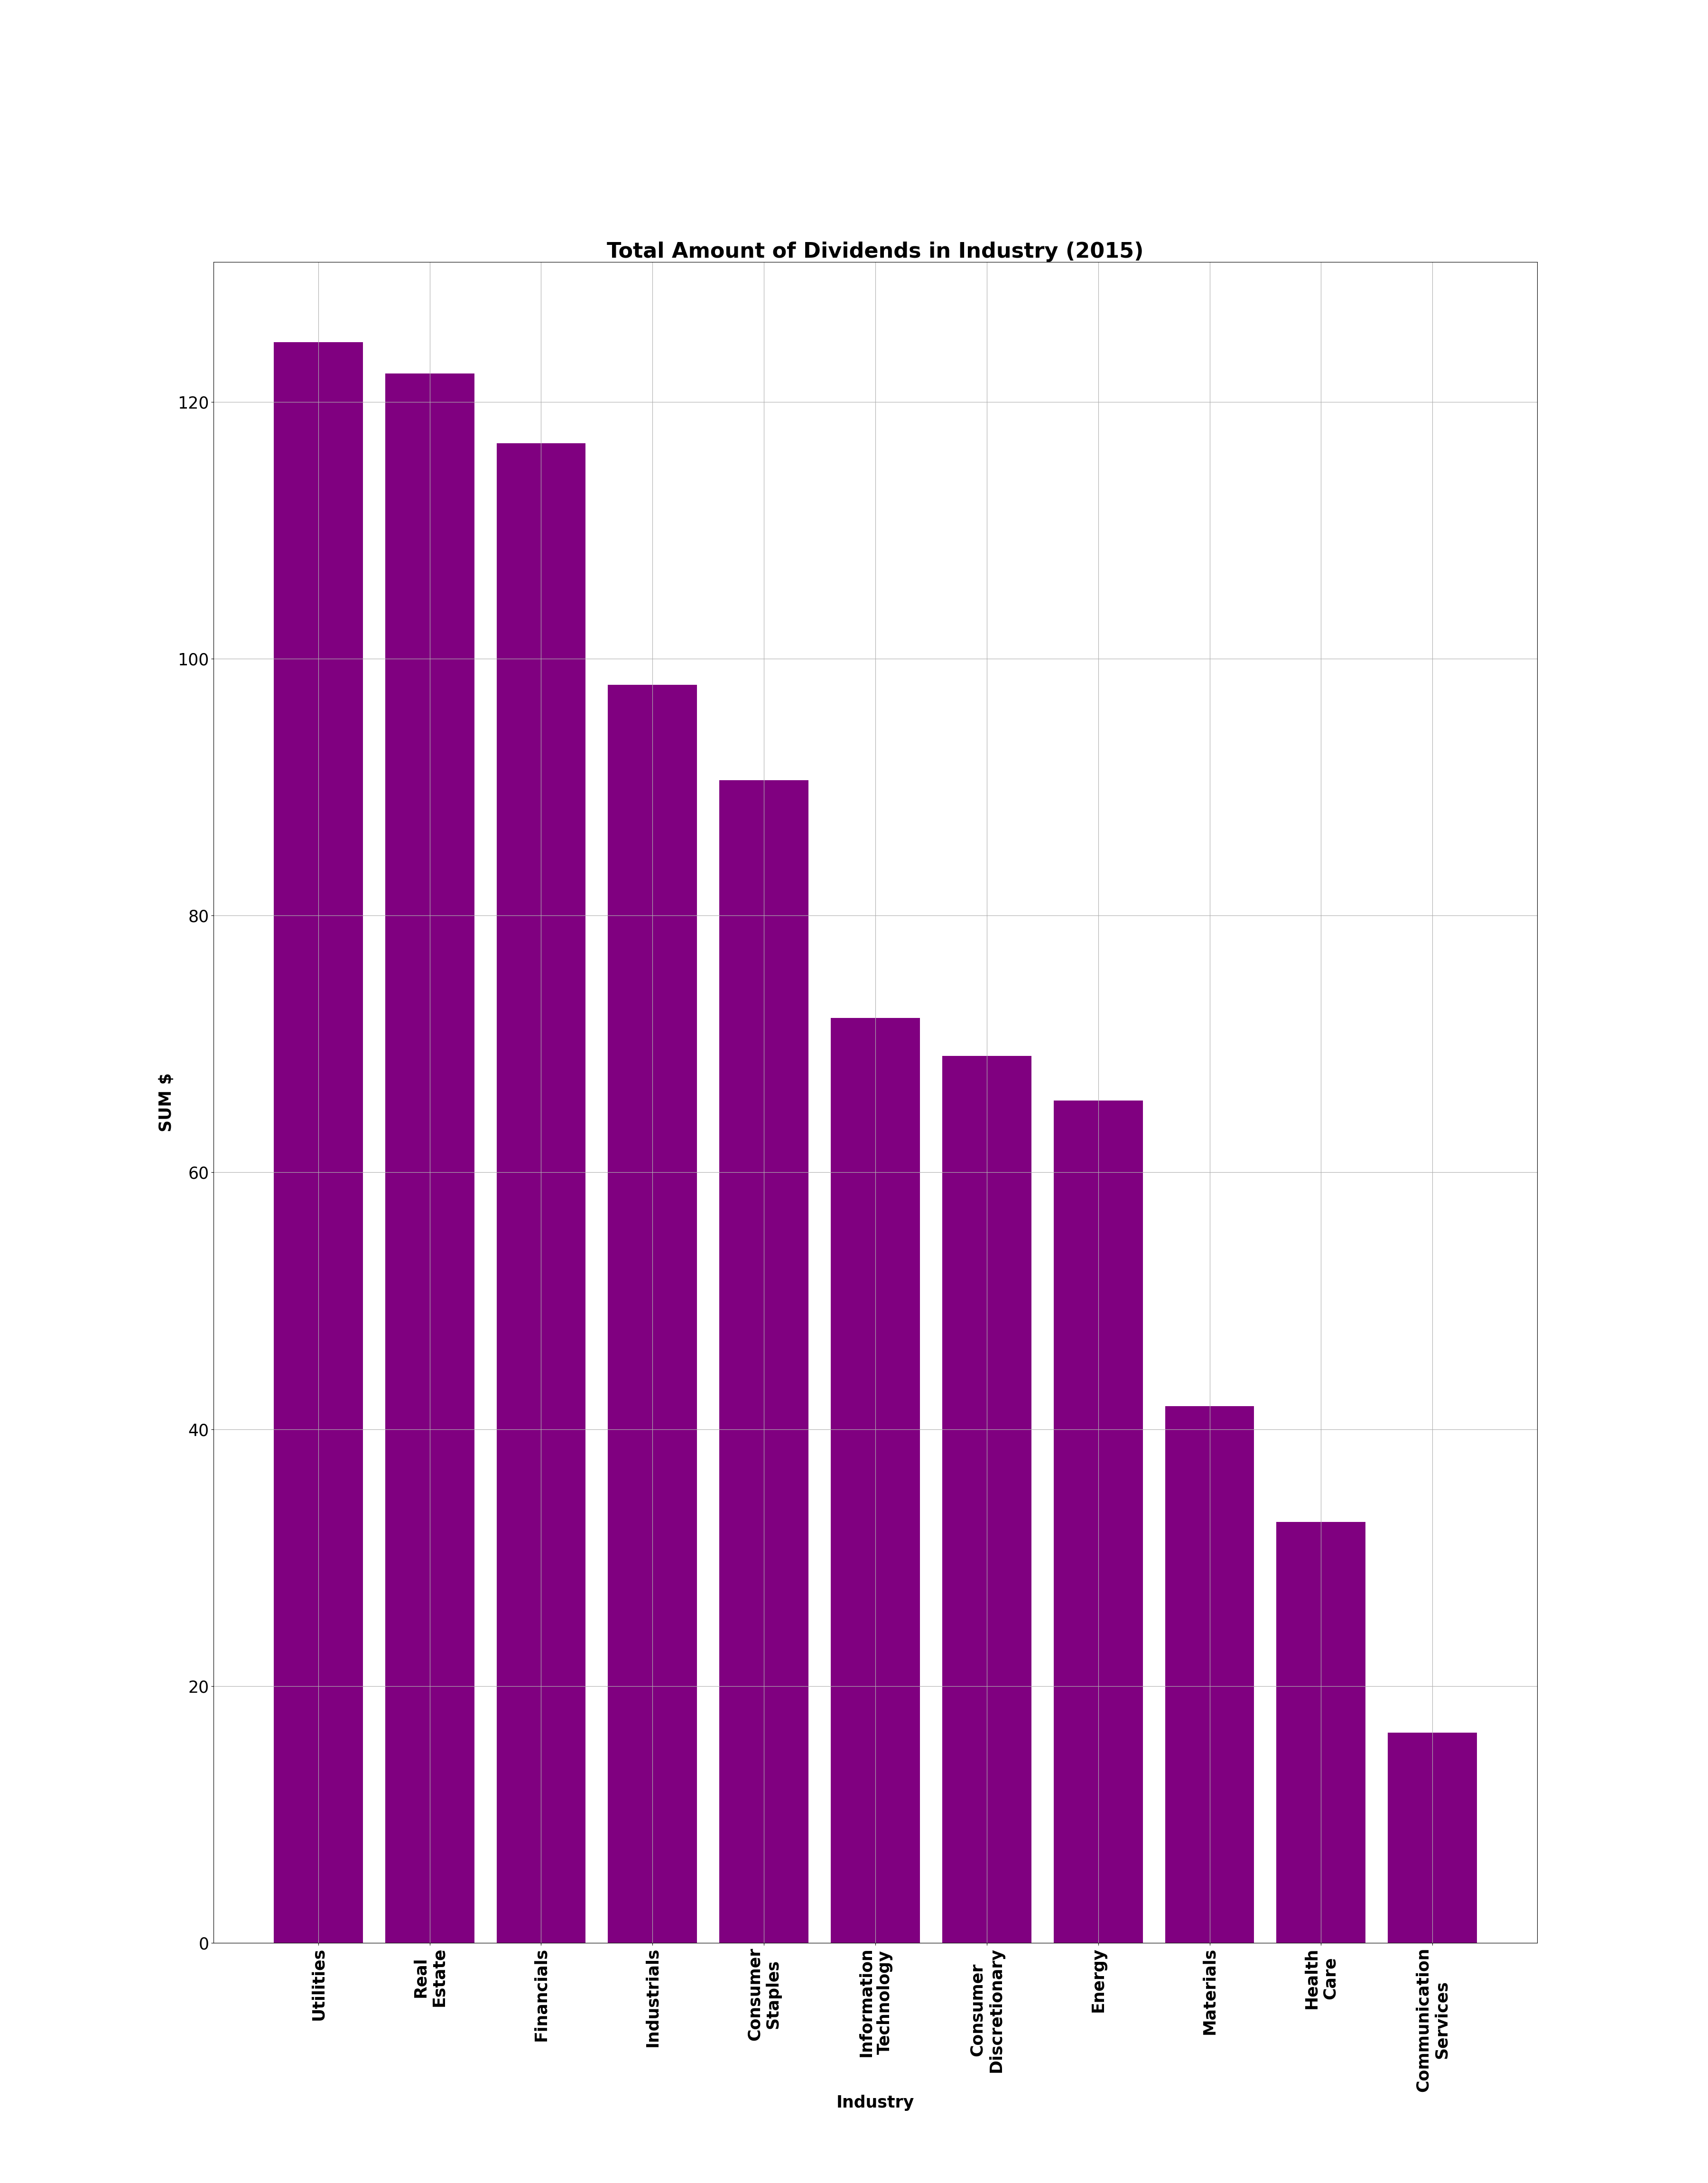 Total Amount of Dividends in Industry (2015)
120
100
80
60
40
20
0
SUM $
Utilities
Real
Estate
Financials
Industrials
Consumer
Staples
Information
Technology
Consumer
Discretionary
Energy
Materials
Health
Care
Communication
Services
Industry